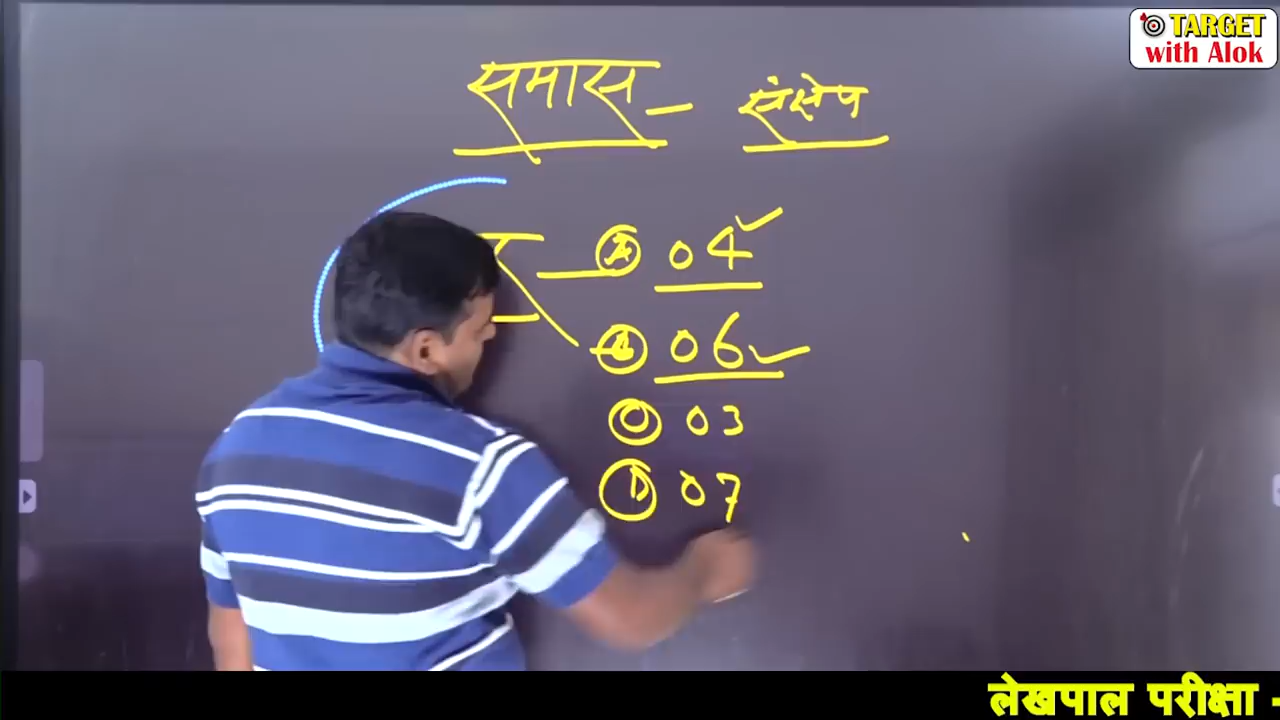 TARGET
with Alok
समास – संक्षेप
A 04
B 06
C 03
D 07
लेखपाल परीक्षा -